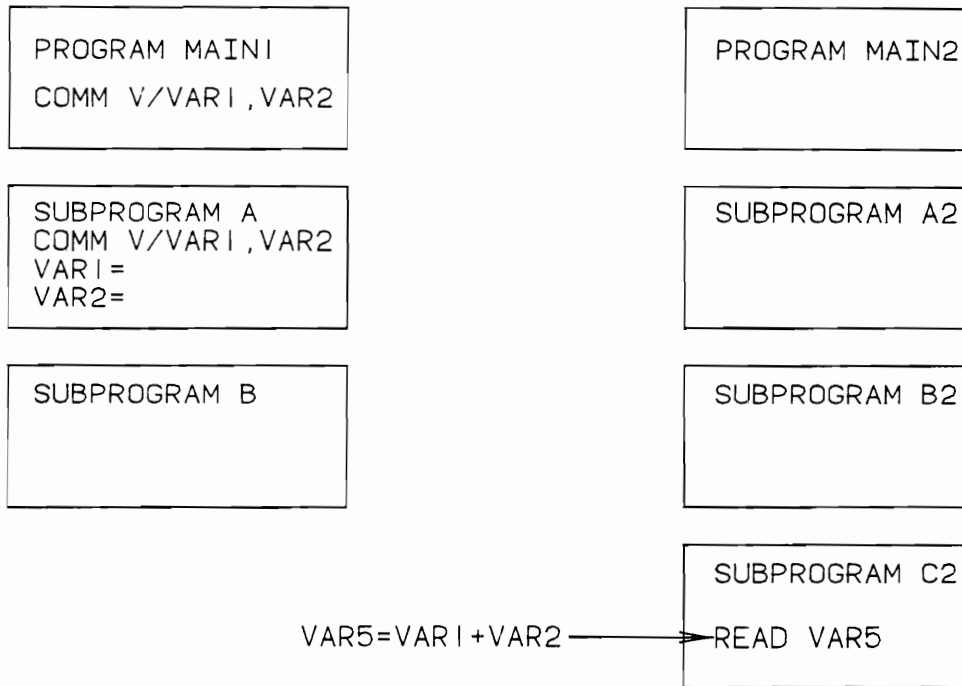 PROGRAM MAIN1
COMM V/VAR1,VAR2
SUBPROGRAM A
COMM V/VAR1,VAR2
VAR1=
VAR2=
SUBPROGRAM B
PROGRAM MAIN2
SUBPROGRAM A2
SUBPROGRAM B2
SUBPROGRAM C2
VAR5=VAR1+VAR2
READ VAR5